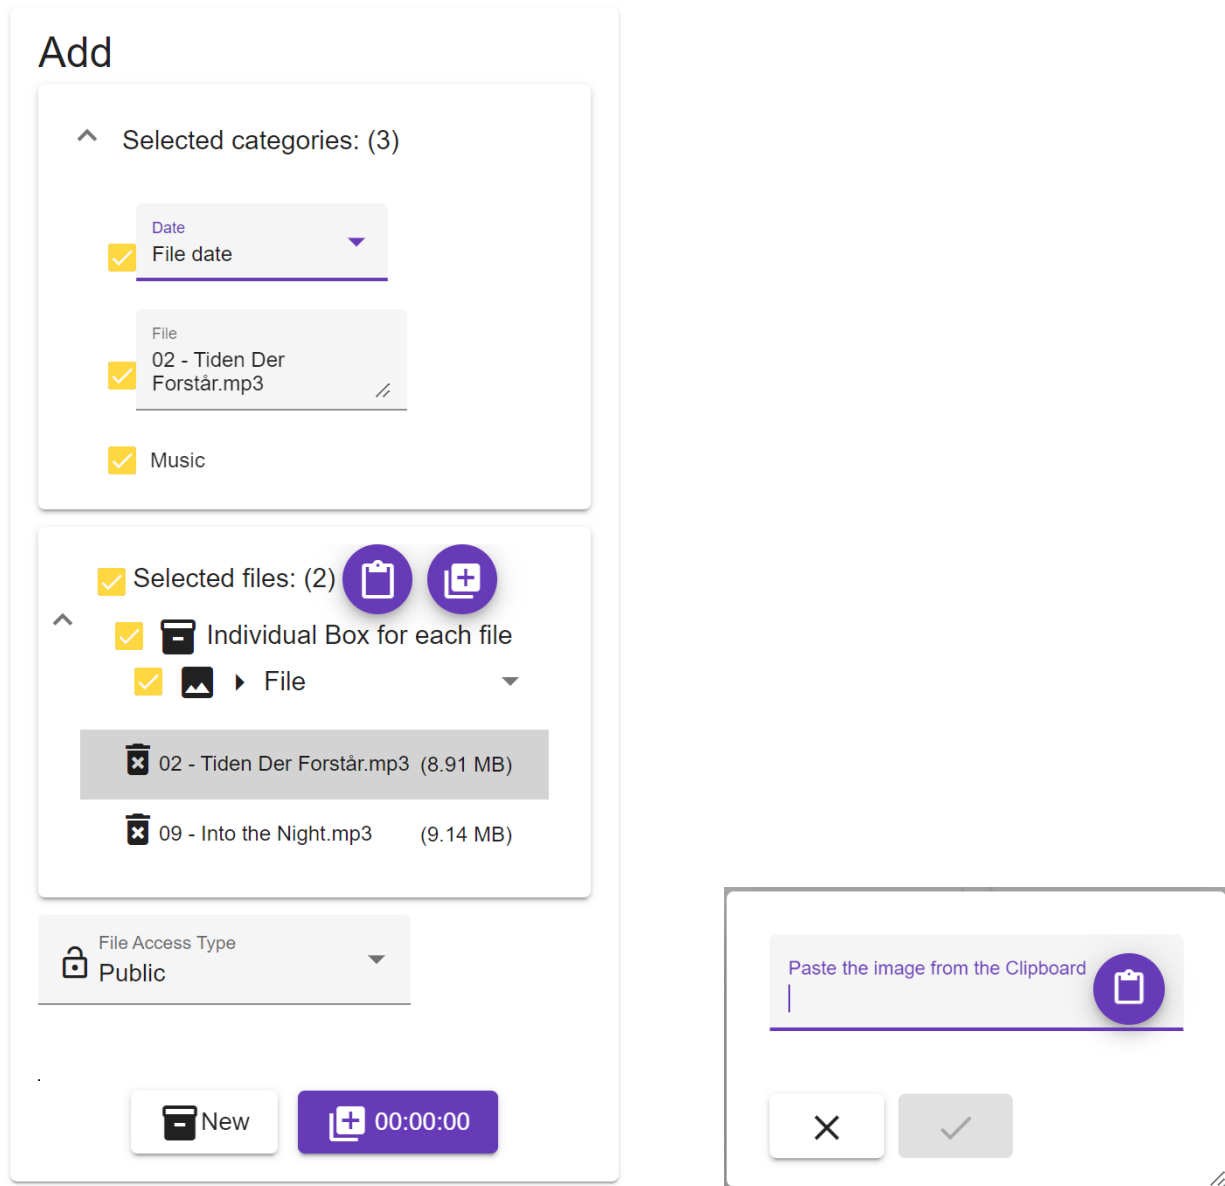 Add
Selected categories: (3)
Date
File date
File
02 - Tiden Der
Forstår.mp3
Music
Selected files: (2)
Individual Box for each file
File
02 - Tiden Der Forstår.mp3 (8.91 MB)
09 - Into the Night.mp3 (9.14 MB)
File Access Type
Public
.
New
00:00:00
Paste the image from the Clipboard